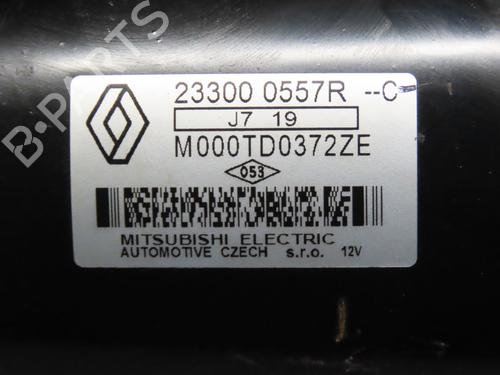 B-PARTS
23300 0557R --C
J7 19
M000TD0372ZE
053
MITSUBISHI ELECTRIC
AUTOMOTIVE CZECH s.r.o. 12V